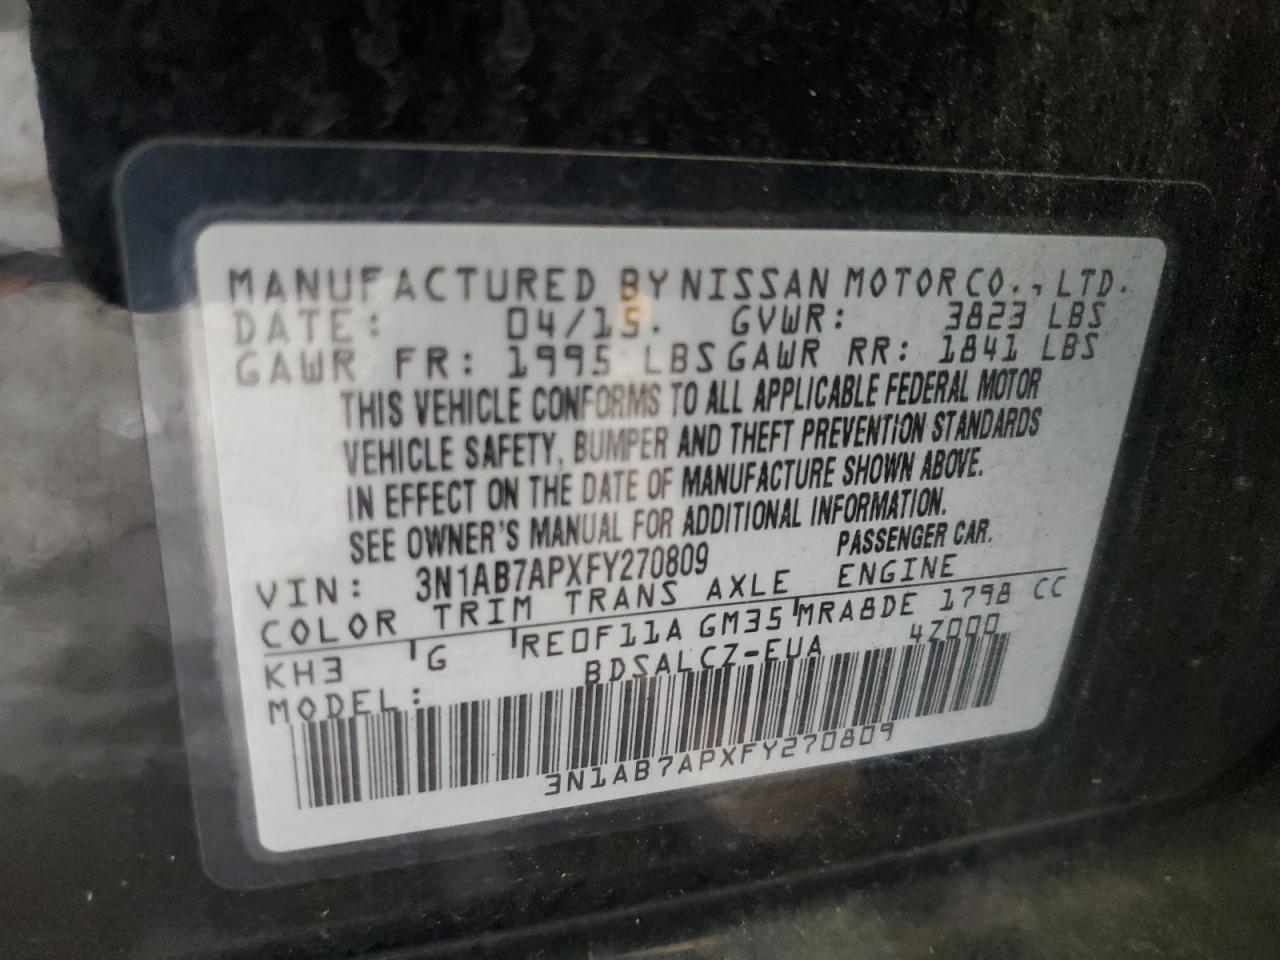 MANUFACTURED BY NISSAN MOTOR CO., LTD.
DATE: 04/15. GVWR: 3823 LBS
GAWR FR: 1995 LBS GAWR RR: 1841 LBS
THIS VEHICLE CONFORMS TO ALL APPLICABLE FEDERAL MOTOR
VEHICLE SAFETY, BUMPER AND THEFT PREVENTION STANDARDS
IN EFFECT ON THE DATE OF MANUFACTURE SHOWN ABOVE.
SEE OWNER'S MANUAL FOR ADDITIONAL INFORMATION.
VIN: 3N1AB7APXFY270809 PASSENGER CAR.
COLOR TRIM TRANS AXLE ENGINE
KH3 G RE0F11A GM35 MRA8DE 1798 CC
MODEL: BDSALCZ-EUA 47000
3N1AB7APXFY270809